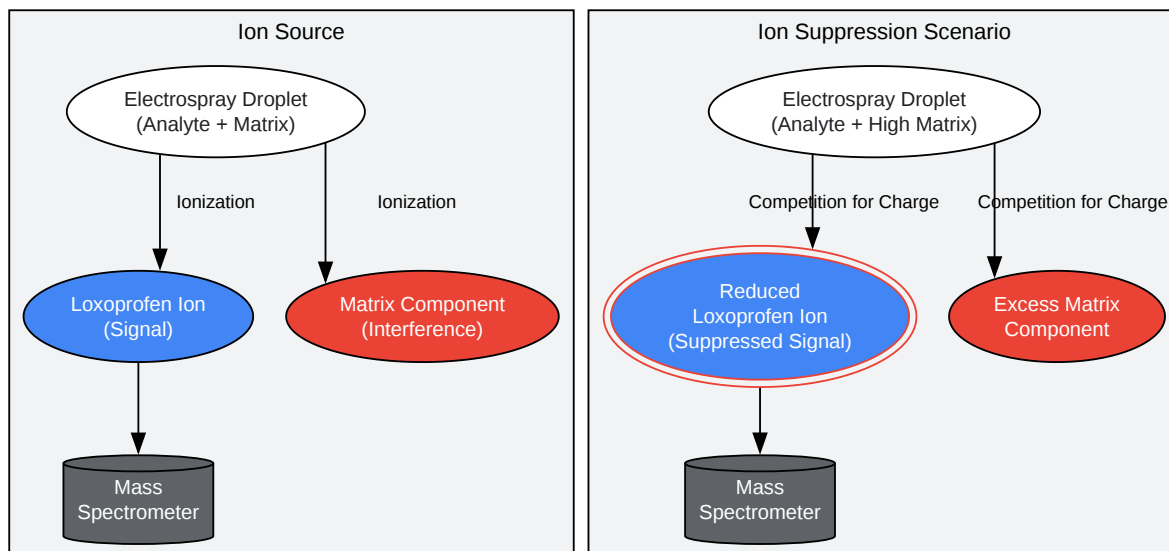 Ion Source
Electrospray Droplet
(Analyte + Matrix)
Ionization
Ionization
Loxoprofen Ion
(Signal)
Matrix Component
(Interference)
Mass
Spectrometer
Ion Suppression Scenario
Electrospray Droplet
(Analyte + High Matrix)
Competition for Charge
Competition for Charge
Reduced
Loxoprofen Ion
(Suppressed Signal)
Excess Matrix
Component
Mass
Spectrometer